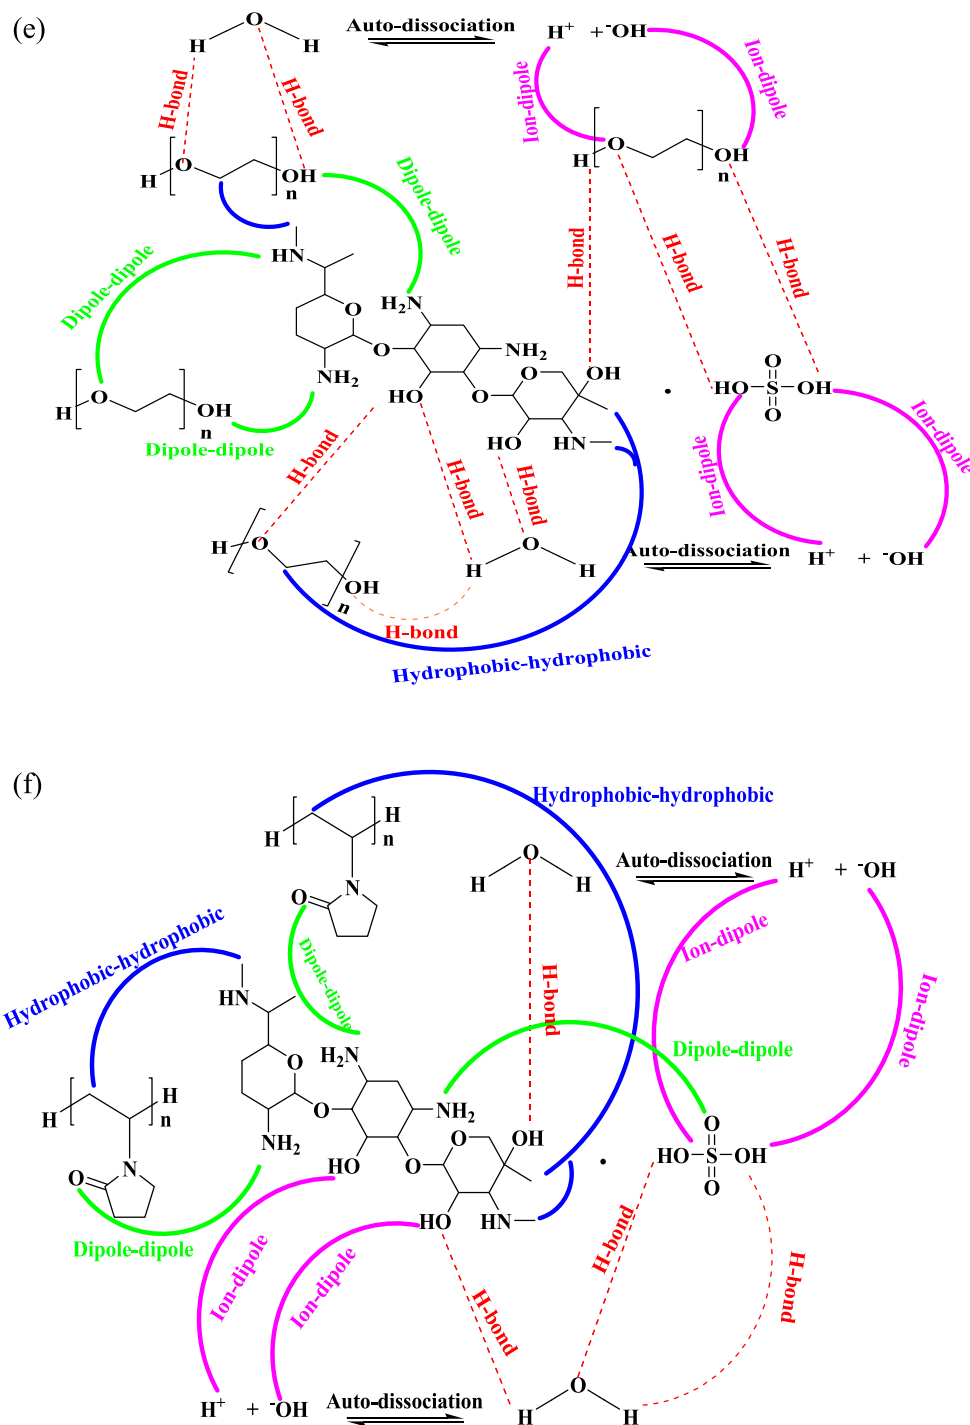 (e)
O
H
H
Auto-dissociation
H+ + -OH
H-bond
H-bond
Ion-dipole
Ion-dipole
H
O
OH
n
H
O
OH
n
Dipole-dipole
Dipole-dipole
H-bond
H-bond
H-bond
HN
O
H2N
O
NH2
NH2
HO
O
O
OH
HO
HN
H
O
OH
n
Dipole-dipole
.
HO
S
OH
O
O
Ion-dipole
Ion-dipole
H-bond
H-bond
H-bond
H
O
OH
n
H
O
H
Auto-dissociation
H+ + -OH
H-bond
Hydrophobic-hydrophobic
(f)
Hydrophobic-hydrophobic
H
H
n
N
O
O
H
H
Auto-dissociation
H+ + -OH
Hydrophobic-hydrophobic
Dipole-dipole
Ion-dipole
Ion-dipole
H-bond
Dipole-dipole
HN
O
H2N
O
NH2
NH2
HO
O
O
OH
HO
HN
H
H
n
N
O
.
O
HO
S
OH
O
Dipole-dipole
Ion-dipole
Ion-dipole
H-bond
H-bond
H-bond
H+ + -OH
Auto-dissociation
H
O
H